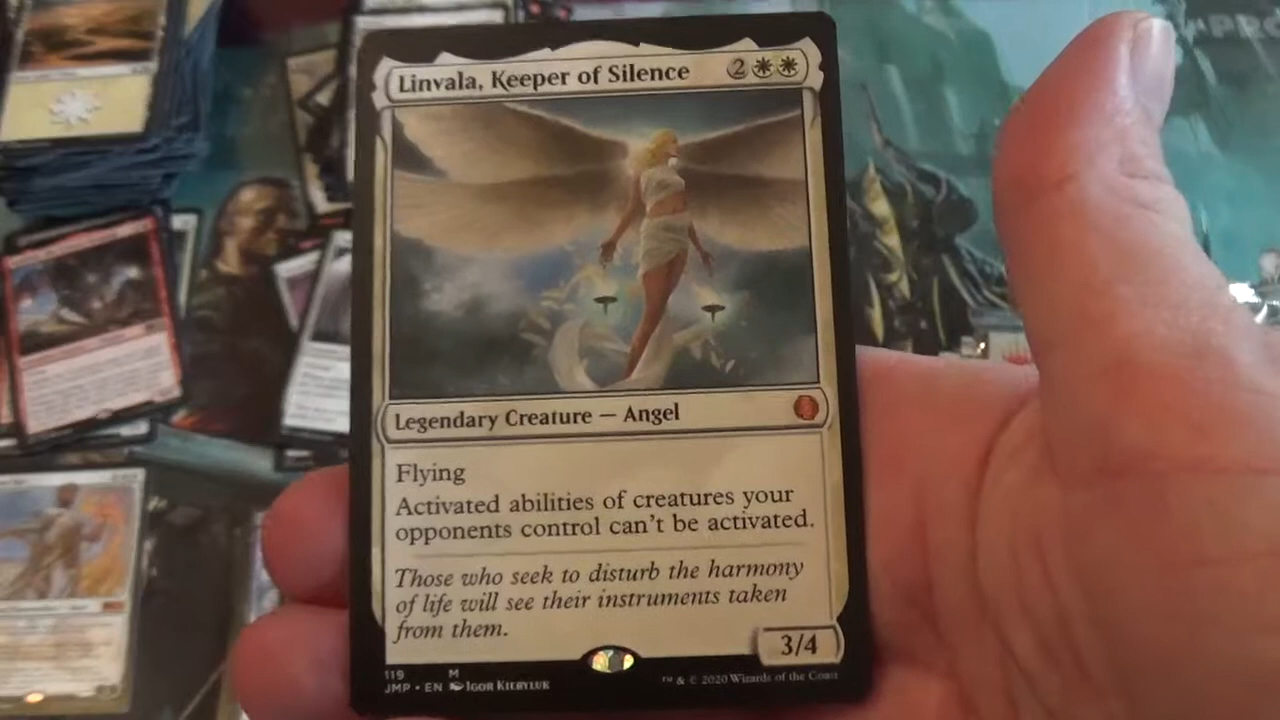 Linvala, Keeper of Silence 2
Legendary Creature — Angel
Flying
Activated abilities of creatures your
opponents control can't be activated.
Those who seek to disturb the harmony
of life will see their instruments taken
from them.
3/4
119 M
JMP • EN IGOR KIERYLUK
™ & © 2020 Wizards of the Coast
PRO